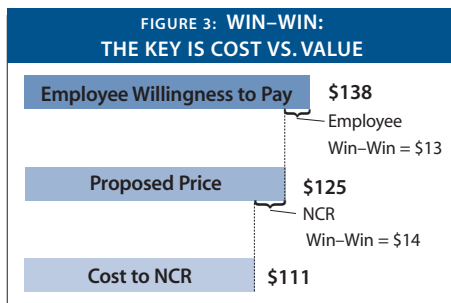 FIGURE 3: WIN–WIN:
THE KEY IS COST VS. VALUE
Employee Willingness to Pay $138
Employee
Win–Win = $13
Proposed Price $125
NCR
Win–Win = $14
Cost to NCR $111